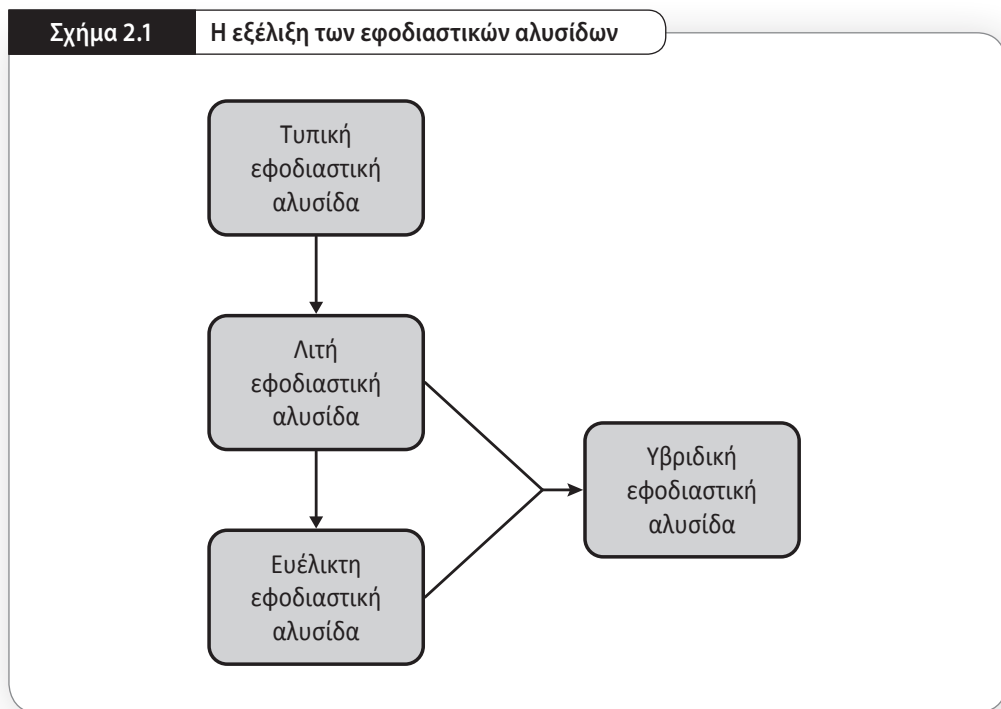 Σχήμα 2.1
Η εξέλιξη των εφοδιαστικών αλυσίδων
Τυπική
εφοδιαστική
αλυσίδα
Λιτή
εφοδιαστική
αλυσίδα
Υβριδική
εφοδιαστική
αλυσίδα
Ευέλικτη
εφοδιαστική
αλυσίδα